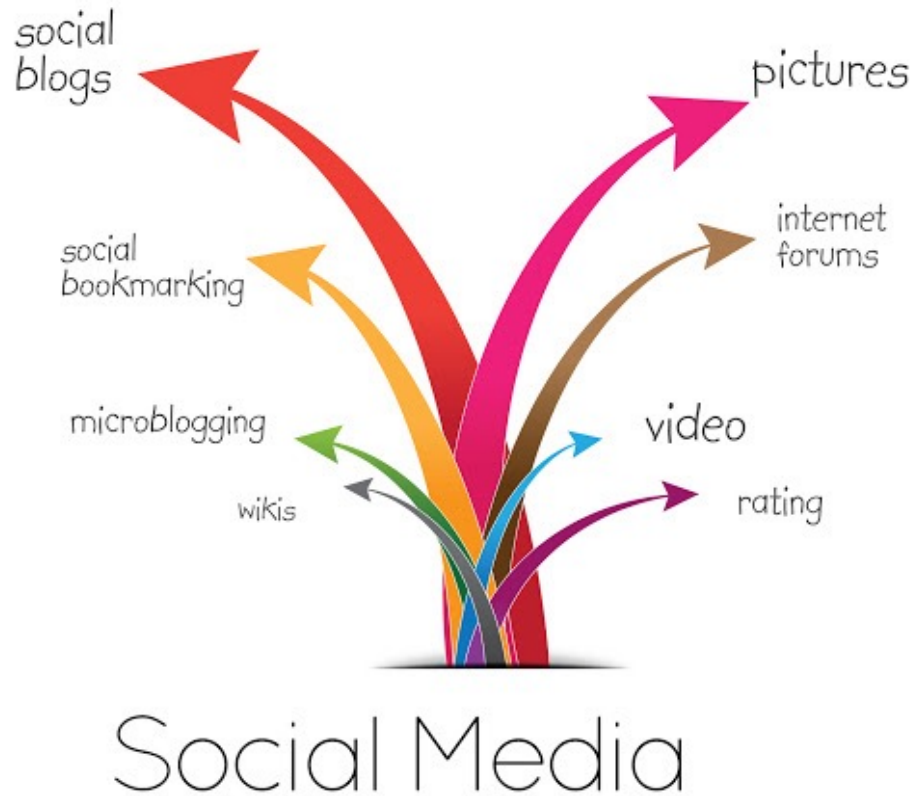 social
blogs
pictures
social
bookmarking
internet
forums
microblogging
video
wikis
rating
Social Media